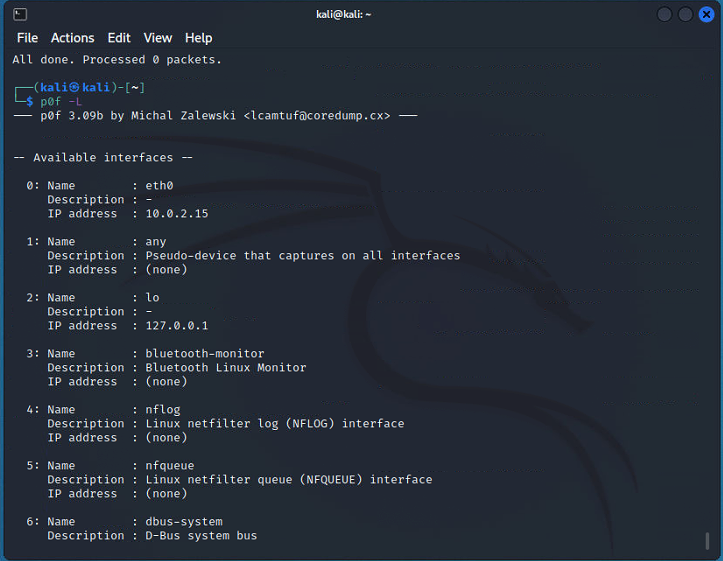 kali@kali: ~
File Actions Edit View Help
All done. Processed 0 packets.
┌──(kali㉿kali)-[~]
└─$ p0f -L
--- p0f 3.09b by Michal Zalewski <lcamtuf@coredump.cx> ---
-- Available interfaces --
0: Name : eth0
Description : -
IP address : 10.0.2.15
1: Name : any
Description : Pseudo-device that captures on all interfaces
IP address : (none)
2: Name : lo
Description : -
IP address : 127.0.0.1
3: Name : bluetooth-monitor
Description : Bluetooth Linux Monitor
IP address : (none)
4: Name : nflog
Description : Linux netfilter log (NFLOG) interface
IP address : (none)
5: Name : nfqueue
Description : Linux netfilter queue (NFQUEUE) interface
IP address : (none)
6: Name : dbus-system
Description : D-Bus system bus